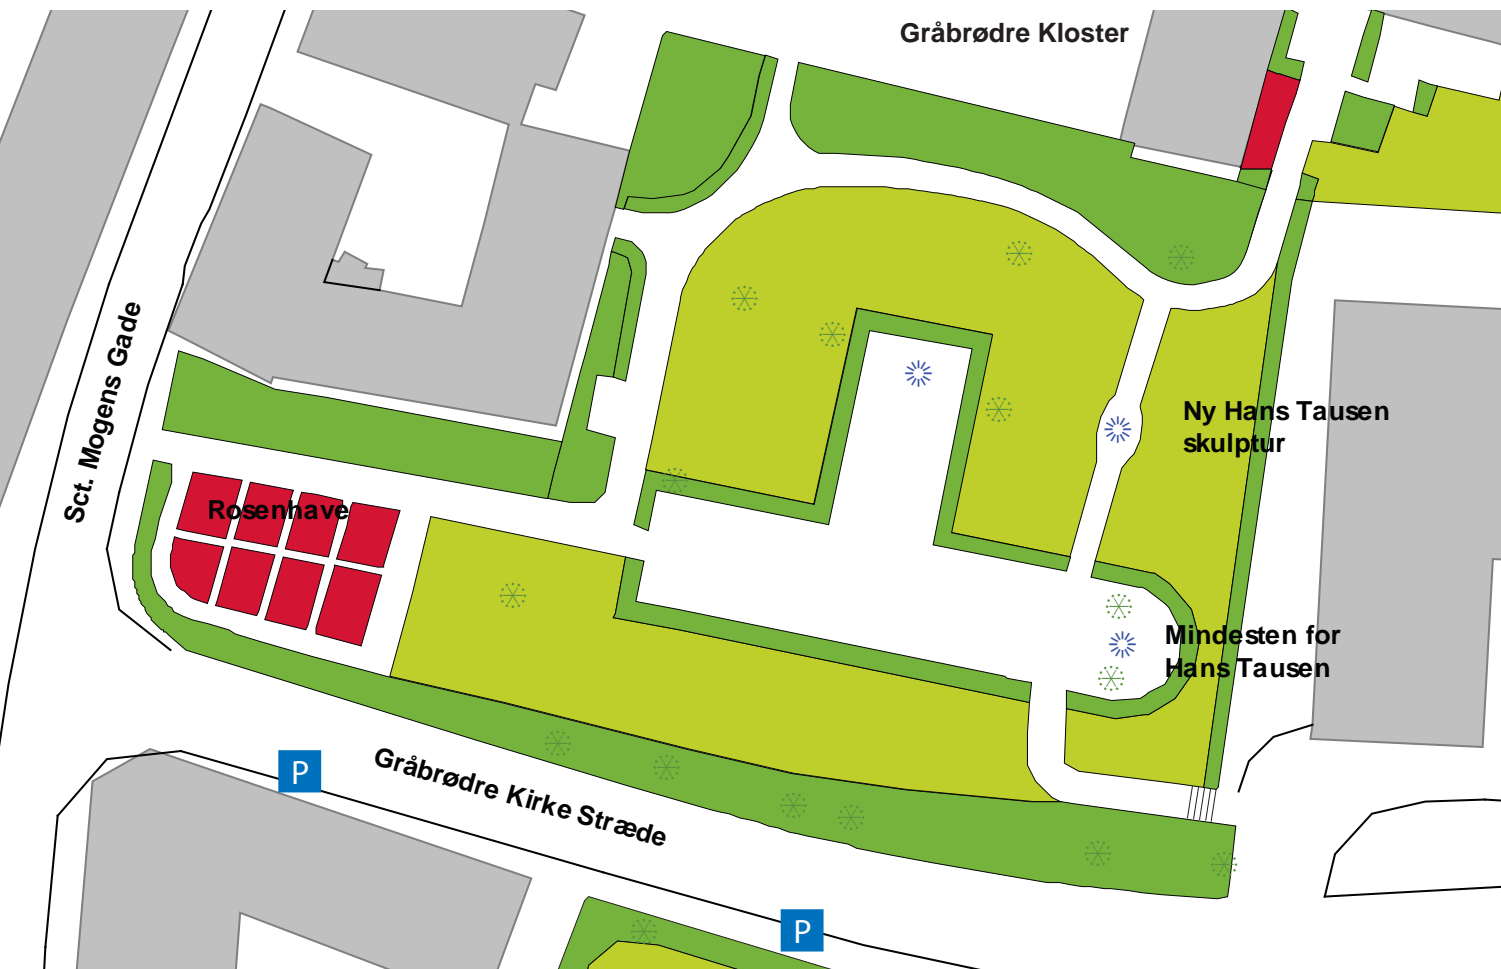 Gråbrødre Kloster
Sct. Mogens Gade
Ny Hans Tausen
skulptur
Rosenhave
Mindesten for
Hans Tausen
Gråbrødre Kirke Stræde
P
P